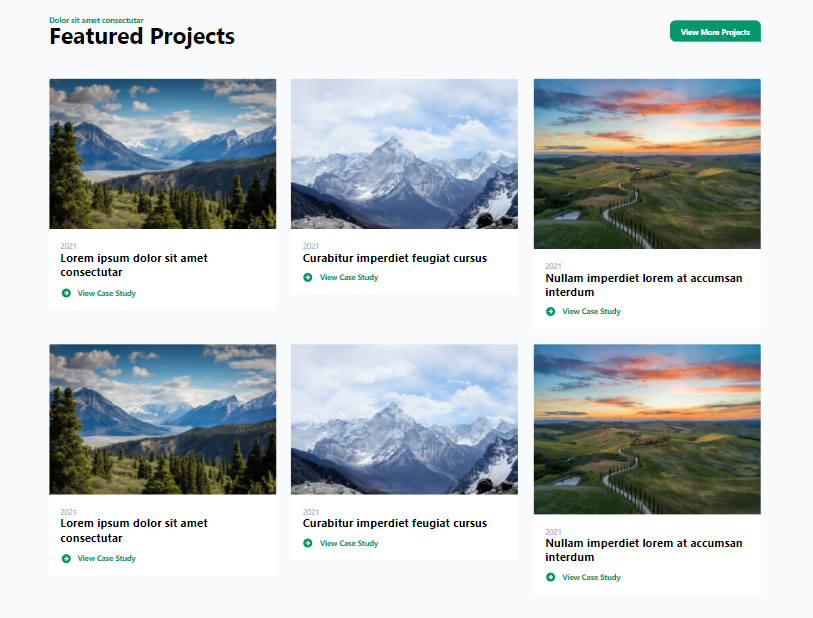 Dolor sit amet consectutar
Featured Projects
View More Projects
2021
Lorem ipsum dolor sit amet
consectutar
View Case Study
2021
Curabitur imperdiet feugiat cursus
View Case Study
2021
Nullam imperdiet lorem at accumsan
interdum
View Case Study
2021
Lorem ipsum dolor sit amet
consectutar
View Case Study
2021
Curabitur imperdiet feugiat cursus
View Case Study
2021
Nullam imperdiet lorem at accumsan
interdum
View Case Study